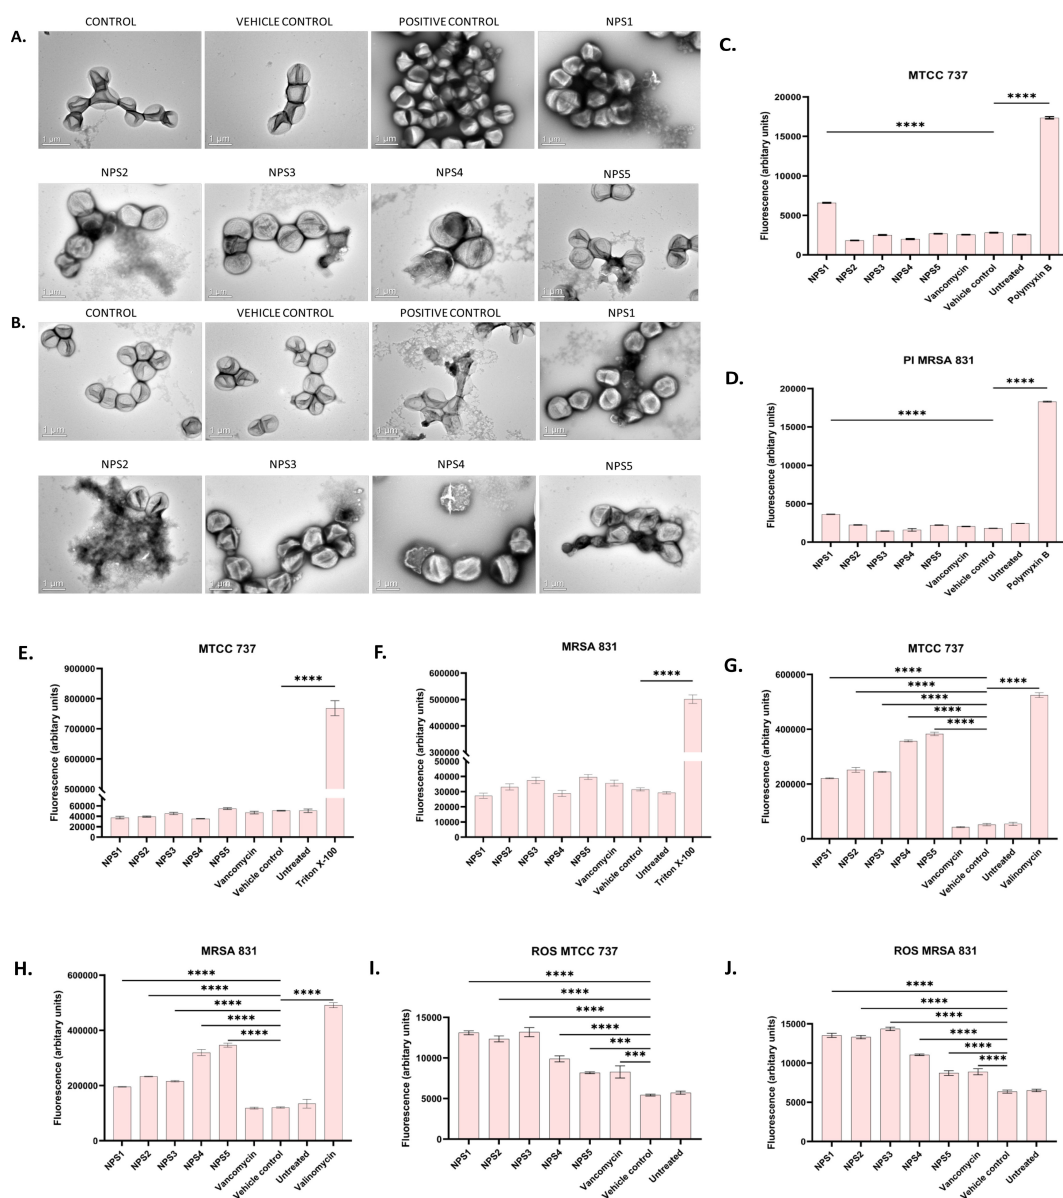 A.
CONTROL
VEHICLE CONTROL
POSITIVE CONTROL
NPS1
1 µm
1 µm
1 µm
1 µm
NPS2
NPS3
NPS4
NPS5
1 µm
1 µm
1 µm
1 µm
B.
CONTROL
VEHICLE CONTROL
POSITIVE CONTROL
NPS1
1 µm
1 µm
1 µm
1 µm
NPS2
NPS3
NPS4
NPS5
1 µm
1 µm
1 µm
1 µm
C.
MTCC 737
Fluorescence (arbitary units)
20000
15000
10000
5000
0
****
****
NPS1
NPS2
NPS3
NPS4
NPS5
Vancomycin
Vehicle control
Untreated
Polymyxin B
D.
PI MRSA 831
Fluorescence (arbitary units)
20000
15000
10000
5000
0
****
****
NPS1
NPS2
NPS3
NPS4
NPS5
Vancomycin
Vehicle control
Untreated
Polymyxin B
E.
MTCC 737
Fluorescence (arbitary units)
900000
800000
700000
600000
500000
60000
40000
20000
0
****
NPS1
NPS2
NPS3
NPS4
NPS5
Vancomycin
Vehicle control
Untreated
Triton X-100
F.
MRSA 831
Fluorescence (arbitary units)
600000
500000
400000
300000
50000
40000
30000
20000
10000
0
****
NPS1
NPS2
NPS3
NPS4
NPS5
Vancomycin
Vehicle control
Untreated
Triton X-100
G.
MTCC 737
Fluorescence (arbitary units)
600000
400000
200000
0
****
****
****
****
****
****
NPS1
NPS2
NPS3
NPS4
NPS5
Vancomycin
Vehicle control
Untreated
Valinomycin
H.
MRSA 831
Fluorescence (arbitary units)
600000
400000
200000
0
****
****
****
****
****
****
NPS1
NPS2
NPS3
NPS4
NPS5
Vancomycin
Vehicle control
Untreated
Valinomycin
I.
ROS MTCC 737
Fluorescence (arbitary units)
15000
10000
5000
0
****
****
****
****
***
***
NPS1
NPS2
NPS3
NPS4
NPS5
Vancomycin
Vehicle control
Untreated
J.
ROS MRSA 831
Fluorescence (arbitary units)
15000
10000
5000
0
****
****
****
****
****
****
NPS1
NPS2
NPS3
NPS4
NPS5
Vancomycin
Vehicle control
Untreated